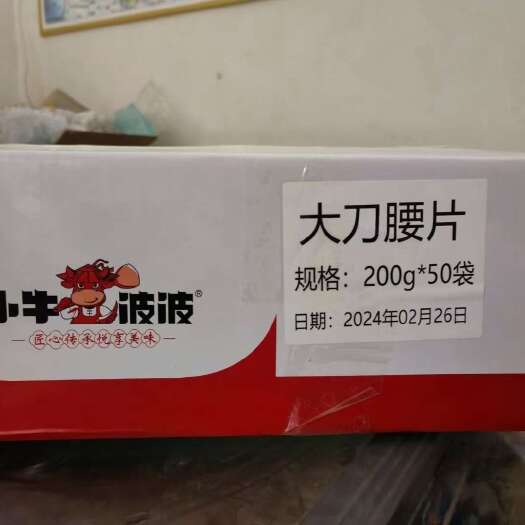 大刀腰片
规格：200g*50袋
日期：2024年02月26日
小牛波波®
匠心传承悦享美味